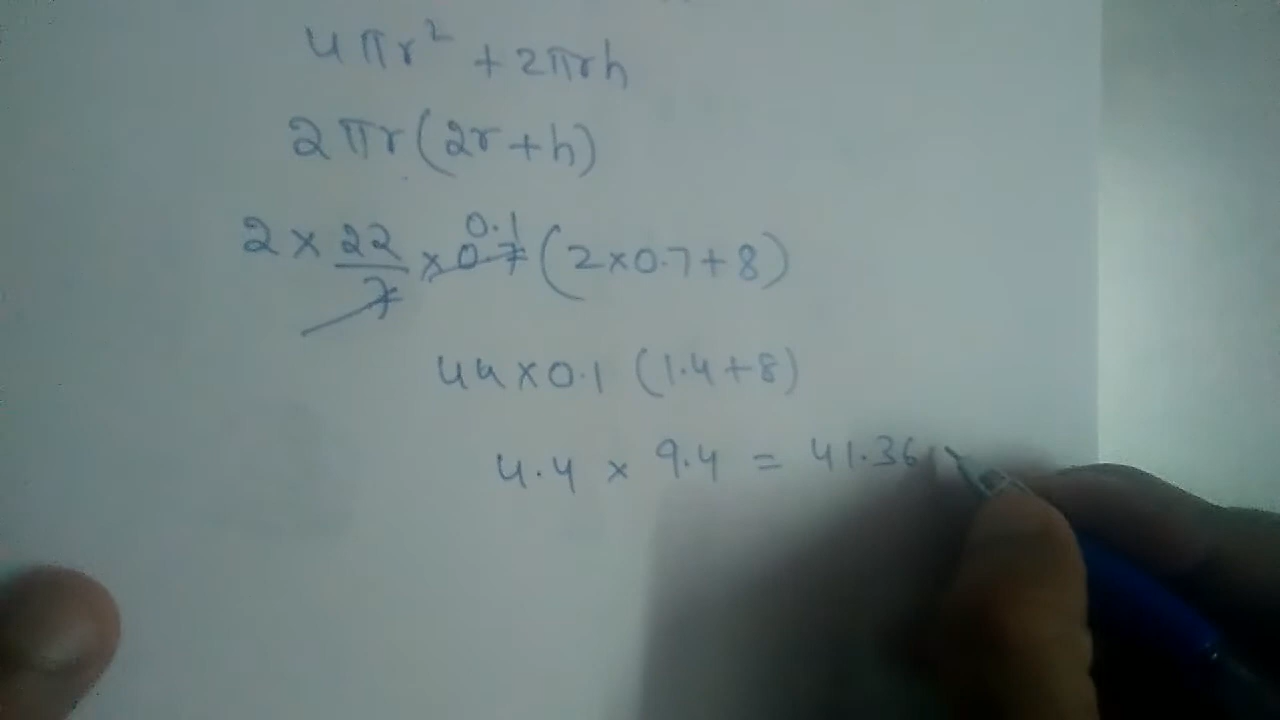 4πr² + 2πrh
2πr(2r+h)
2 × 22/7 × 0.7 0.1 (2×0.7+8)
44×0.1 (1.4+8)
4.4 × 9.4 = 41.36